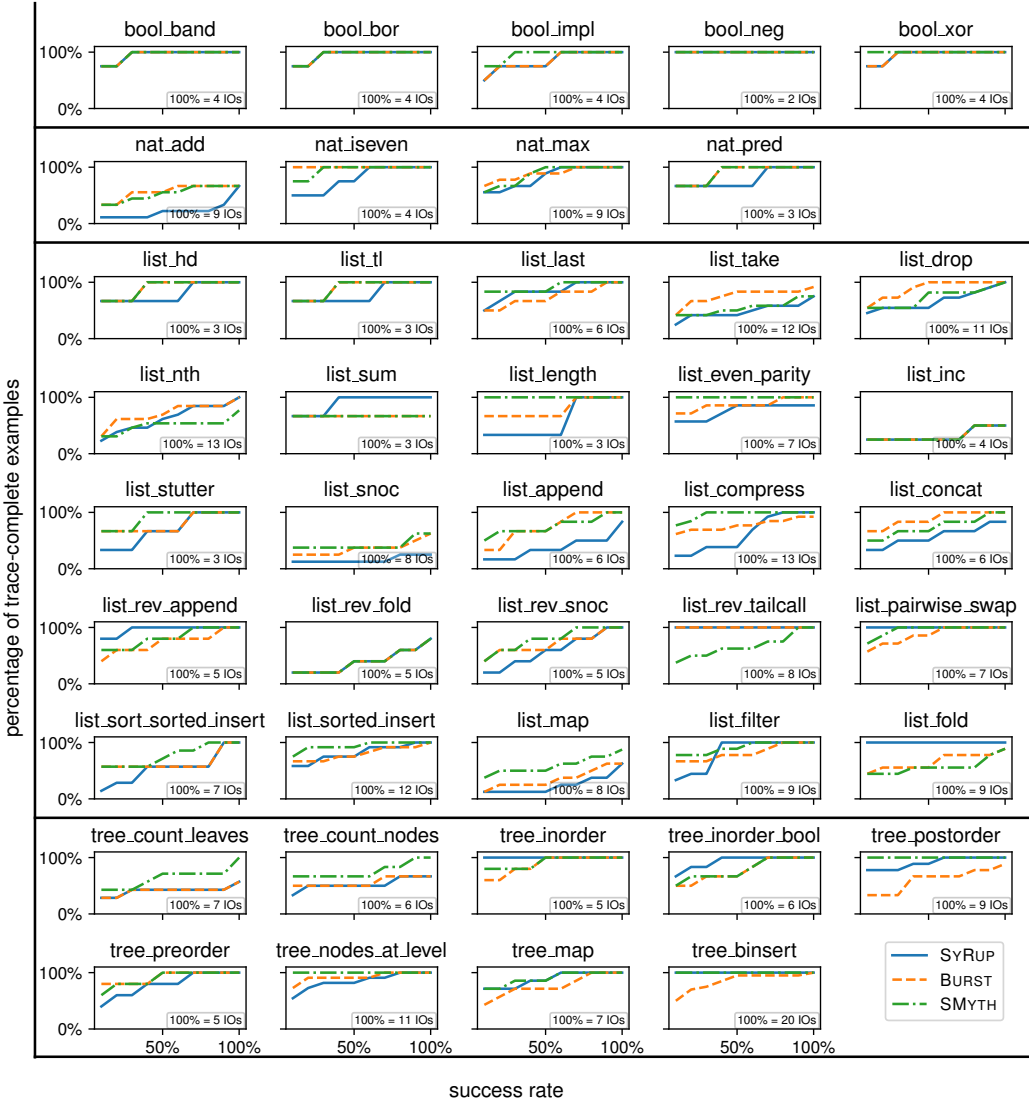 bool_band bool_bor bool_impl bool_neg bool_xor
100%
0%
100% = 4 IOs 100% = 4 IOs 100% = 4 IOs 100% = 2 IOs 100% = 4 IOs
nat_add nat_iseven nat_max nat_pred
100%
0%
100% = 9 IOs 100% = 4 IOs 100% = 9 IOs 100% = 3 IOs
list_hd list_tl list_last list_take list_drop
100%
0%
100% = 3 IOs 100% = 3 IOs 100% = 6 IOs 100% = 12 IOs 100% = 11 IOs
list_nth list_sum list_length list_even_parity list_inc
100%
0%
100% = 13 IOs 100% = 3 IOs 100% = 3 IOs 100% = 7 IOs 100% = 4 IOs
list_stutter list_snoc list_append list_compress list_concat
100%
0%
100% = 3 IOs 100% = 8 IOs 100% = 6 IOs 100% = 13 IOs 100% = 6 IOs
list_rev_append list_rev_fold list_rev_snoc list_rev_tailcall list_pairwise_swap
100%
0%
100% = 5 IOs 100% = 5 IOs 100% = 5 IOs 100% = 8 IOs 100% = 7 IOs
list_sort_sorted_insert list_sorted_insert list_map list_filter list_fold
100%
0%
100% = 7 IOs 100% = 12 IOs 100% = 8 IOs 100% = 9 IOs 100% = 9 IOs
tree_count_leaves tree_count_nodes tree_inorder tree_inorder_bool tree_postorder
100%
0%
100% = 7 IOs 100% = 6 IOs 100% = 5 IOs 100% = 6 IOs 100% = 9 IOs
tree_preorder tree_nodes_at_level tree_map tree_binsert
100%
0%
100% = 5 IOs 100% = 11 IOs 100% = 7 IOs 100% = 20 IOs
50% 100% 50% 100% 50% 100% 50% 100%
SYRUP
BURST
SMYTH
percentage of trace-complete examples
success rate